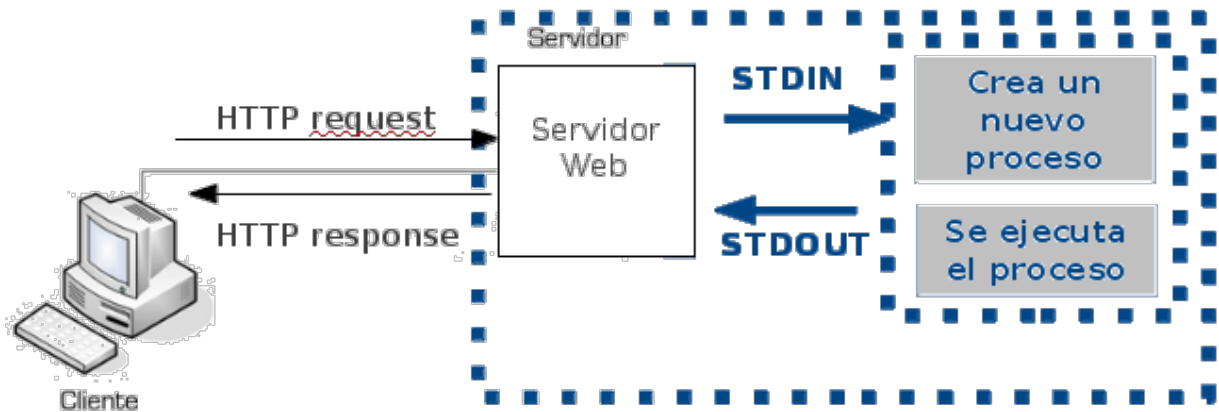 Servidor
HTTP request
Servidor
Web
STDIN
Crea un
nuevo
proceso
HTTP response
STDOUT
Se ejecuta
el proceso
Cliente